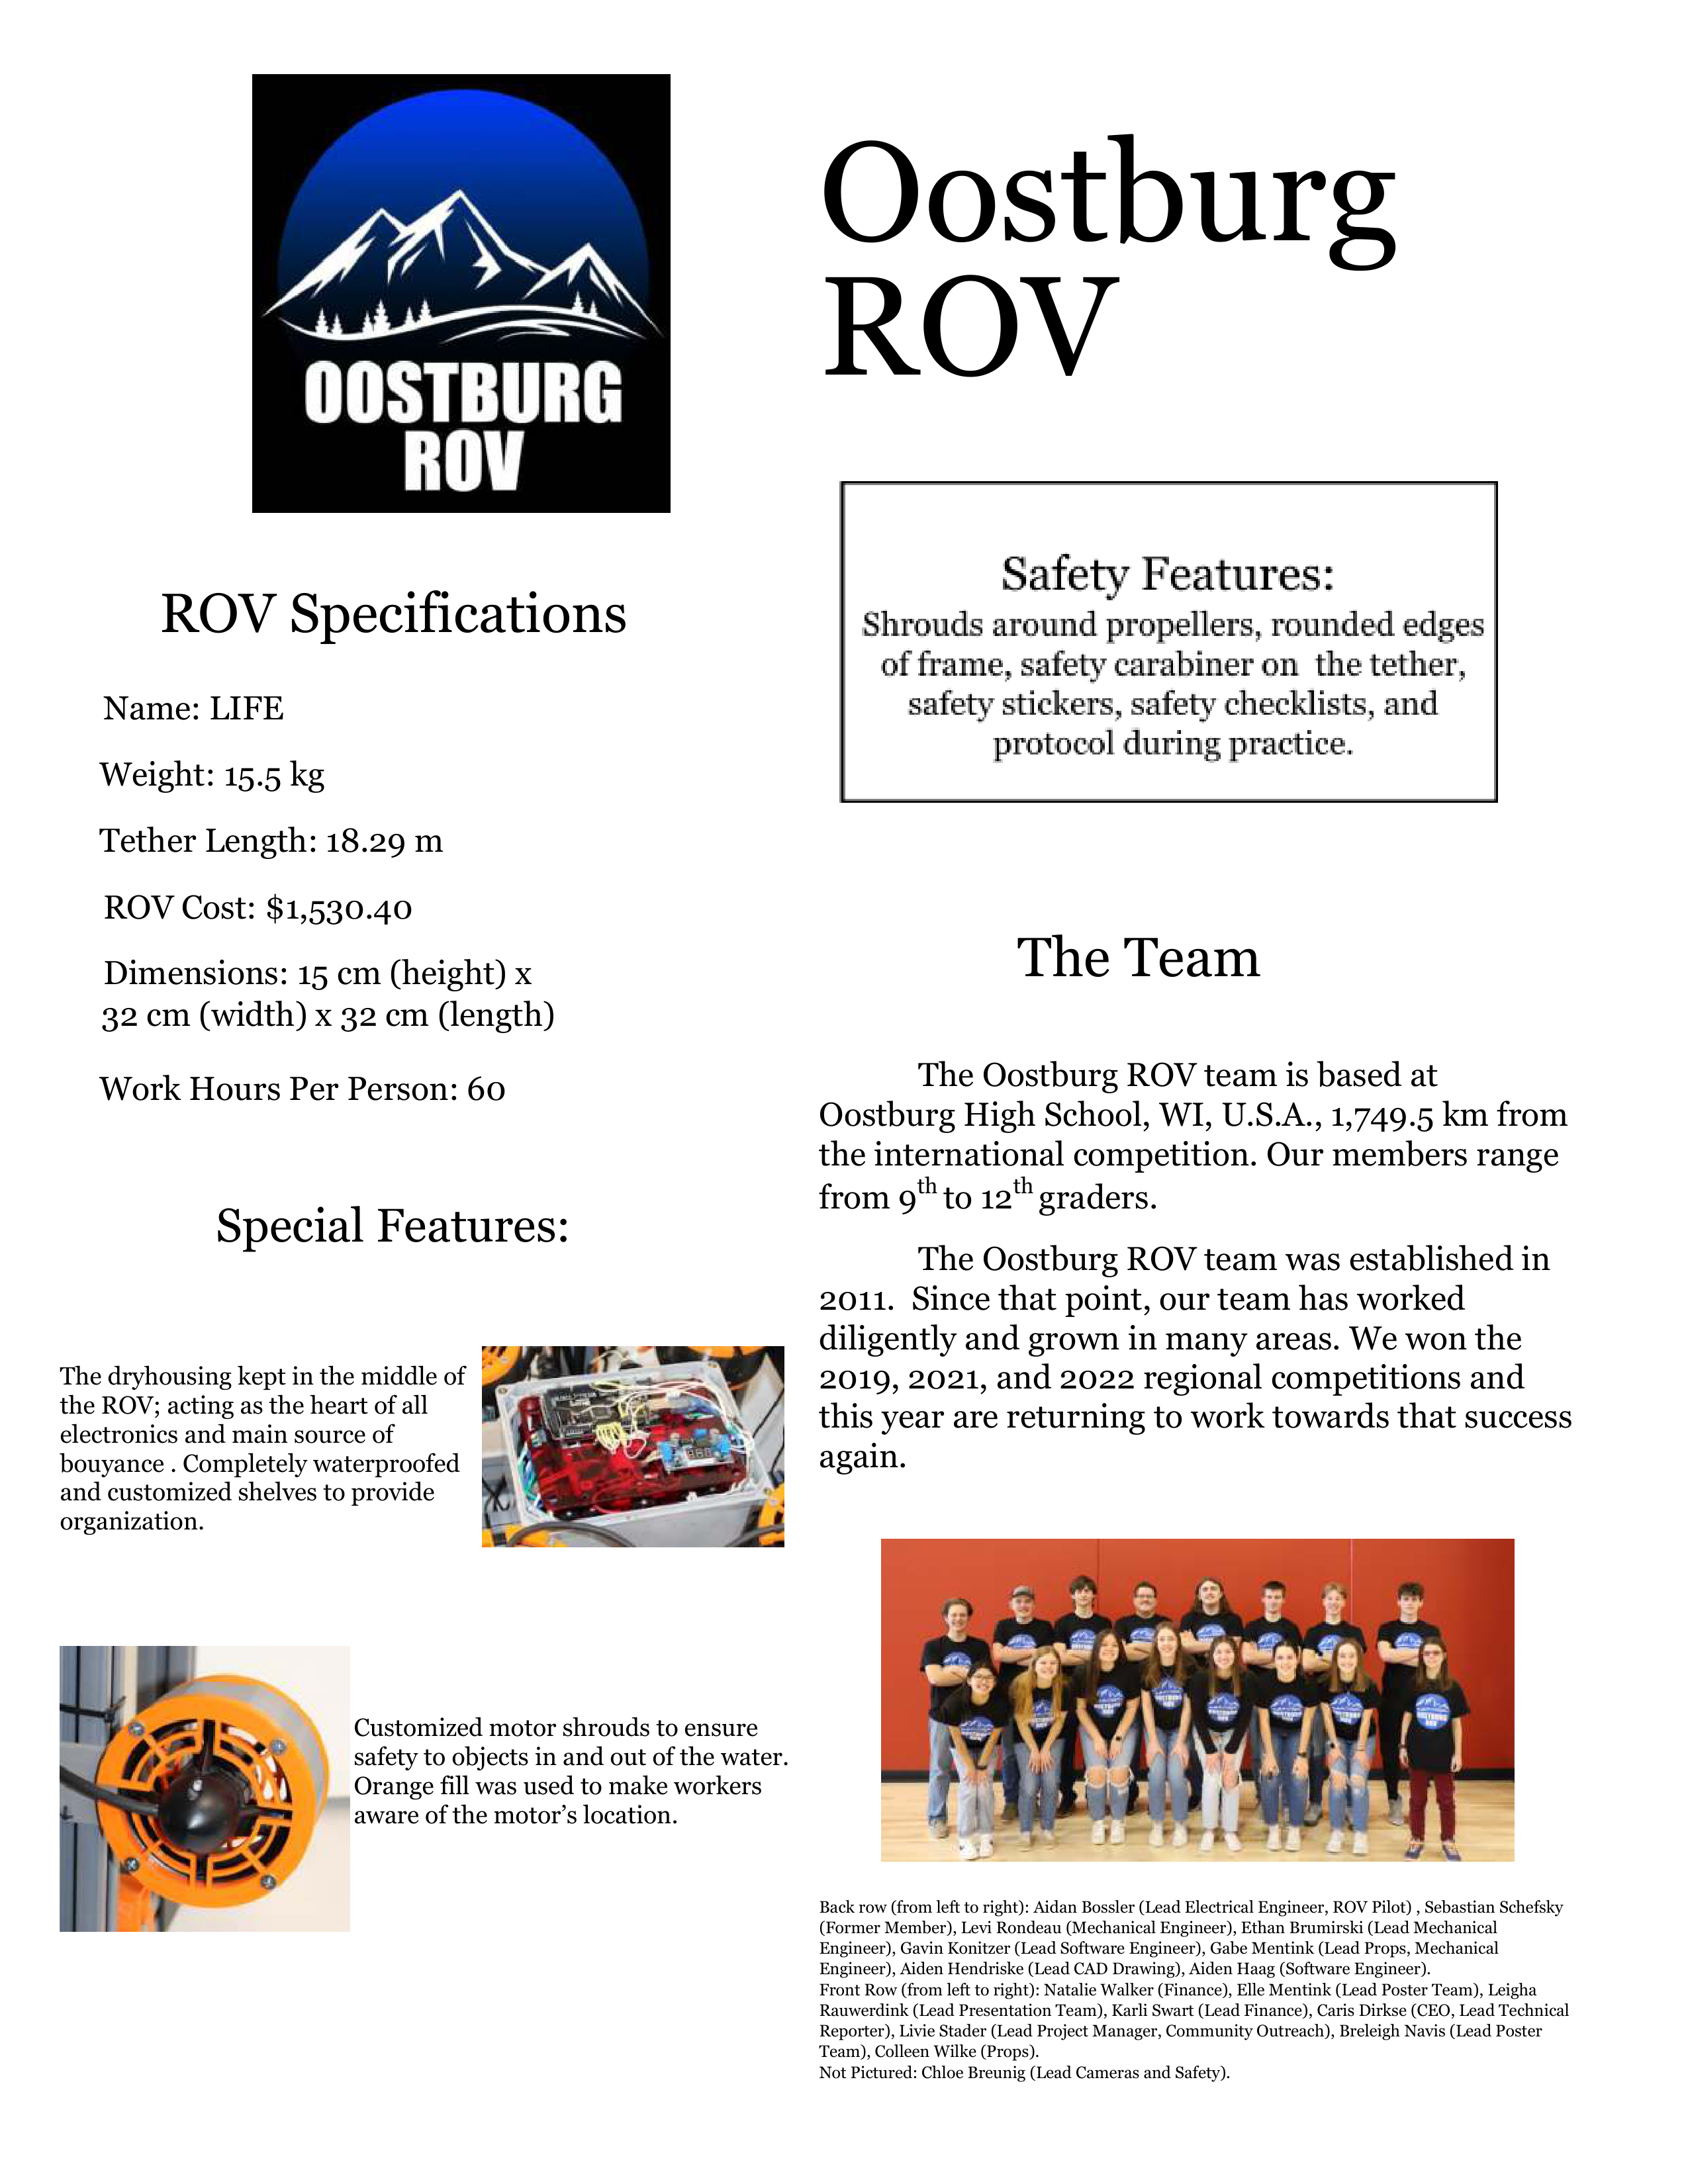 OOSTBURG
ROV
Oostburg
ROV
ROV Specifications
Name: LIFE
Weight: 15.5 kg
Tether Length: 18.29 m
ROV Cost: $1,530.40
Dimensions: 15 cm (height) x
32 cm (width) x 32 cm (length)
Work Hours Per Person: 60
Special Features:
The dryhousing kept in the middle of
the ROV; acting as the heart of all
electronics and main source of
bouyance . Completely waterproofed
and customized shelves to provide
organization.
Customized motor shrouds to ensure
safety to objects in and out of the water.
Orange fill was used to make workers
aware of the motor’s location.
Safety Features:
Shrouds around propellers, rounded edges
of frame, safety carabiner on  the tether,
safety stickers, safety checklists, and
protocol during practice.
The Team
The Oostburg ROV team is based at
Oostburg High School, WI, U.S.A., 1,749.5 km from
the international competition. Our members range
from 9th to 12th graders.
The Oostburg ROV team was established in
2011.  Since that point, our team has worked
diligently and grown in many areas. We won the
2019, 2021, and 2022 regional competitions and
this year are returning to work towards that success
again.
Back row (from left to right): Aidan Bossler (Lead Electrical Engineer, ROV Pilot) , Sebastian Schefsky
(Former Member), Levi Rondeau (Mechanical Engineer), Ethan Brumirski (Lead Mechanical
Engineer), Gavin Konitzer (Lead Software Engineer), Gabe Mentink (Lead Props, Mechanical
Engineer), Aiden Hendriske (Lead CAD Drawing), Aiden Haag (Software Engineer).
Front Row (from left to right): Natalie Walker (Finance), Elle Mentink (Lead Poster Team), Leigha
Rauwerdink (Lead Presentation Team), Karli Swart (Lead Finance), Caris Dirkse (CEO, Lead Technical
Reporter), Livie Stader (Lead Project Manager, Community Outreach), Breleigh Navis (Lead Poster
Team), Colleen Wilke (Props).
Not Pictured: Chloe Breunig (Lead Cameras and Safety).